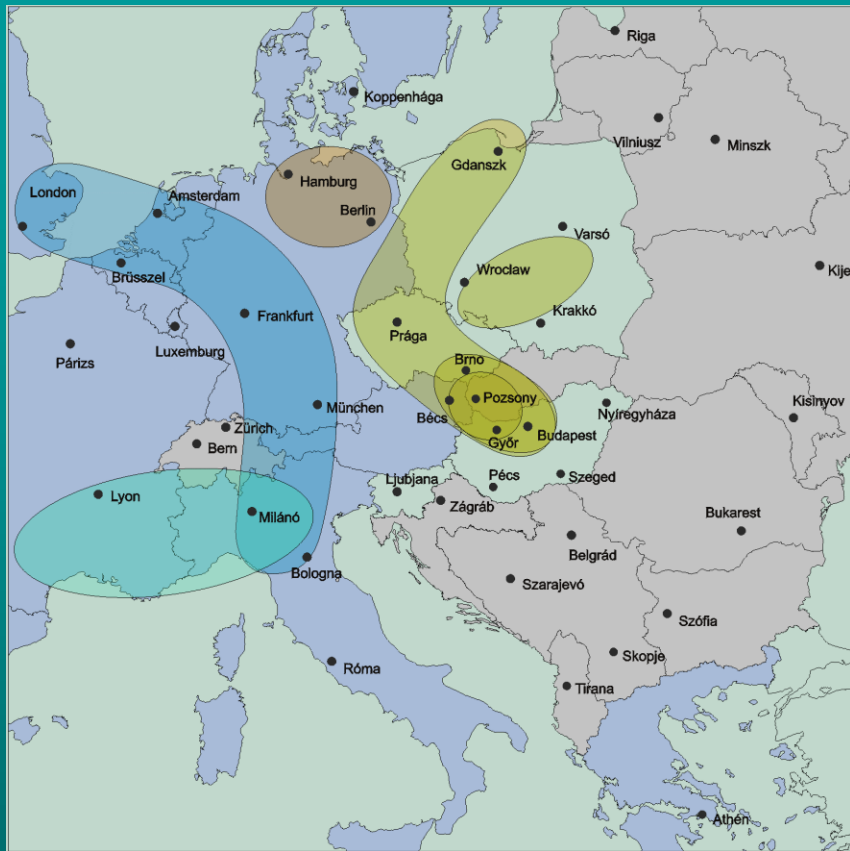 Riga
Koppenhága
Vilniusz
Minszk
Gdanszk
Hamburg
London
Amsterdam
Berlin
Varsó
Brüsszel
Wroclaw
Kije
Frankfurt
Krakkó
Prága
Luxemburg
Párizs
Brno
Pozsony
München
Bécs
Nyíregyháza
Kisinyov
Zürich
Bern
Győr
Budapest
Ljubjana
Pécs
Szeged
Lyon
Zágráb
Milánó
Bukarest
Belgrád
Bologna
Szarajevó
Szófia
Skopje
Róma
Tirana
Athén